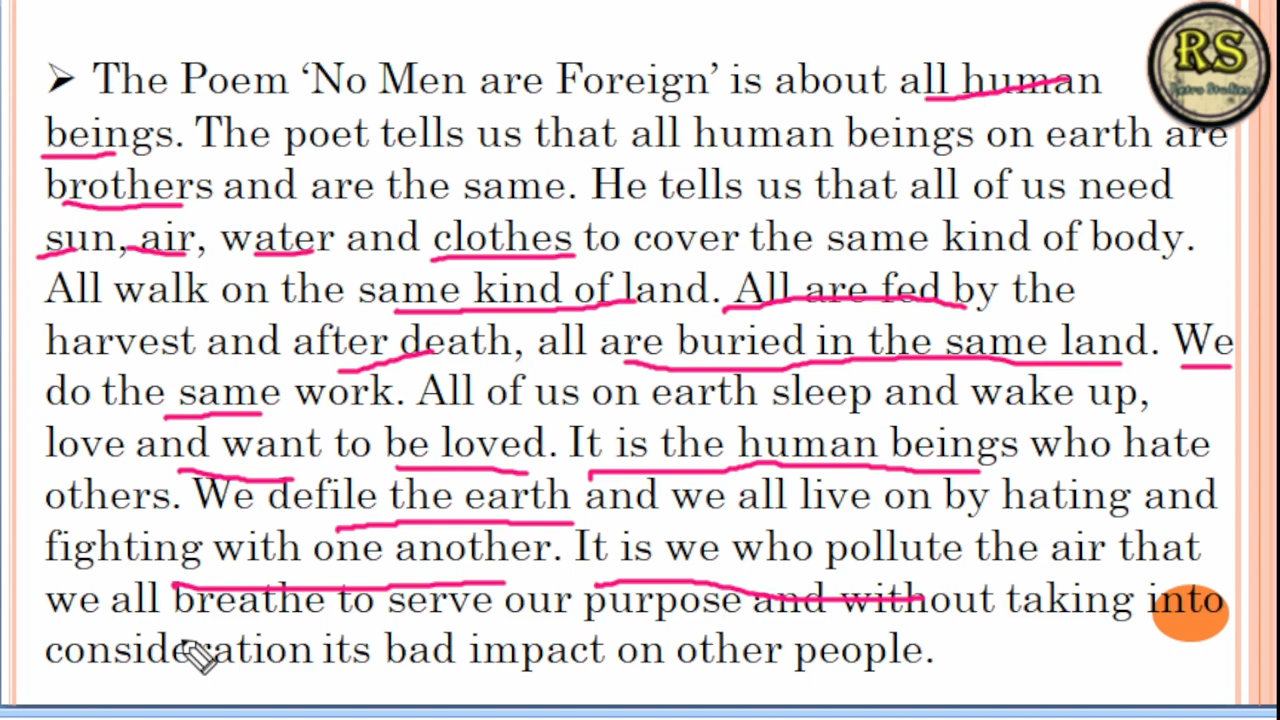 ➢ The Poem ‘No Men are Foreign’ is about all human
beings. The poet tells us that all human beings on earth are
brothers and are the same. He tells us that all of us need
sun, air, water and clothes to cover the same kind of body.
All walk on the same kind of land. All are fed by the
harvest and after death, all are buried in the same land. We
do the same work. All of us on earth sleep and wake up,
love and want to be loved. It is the human beings who hate
others. We defile the earth and we all live on by hating and
fighting with one another. It is we who pollute the air that
we all breathe to serve our purpose and without taking into
consideration its bad impact on other people.
RS
Retro Studies